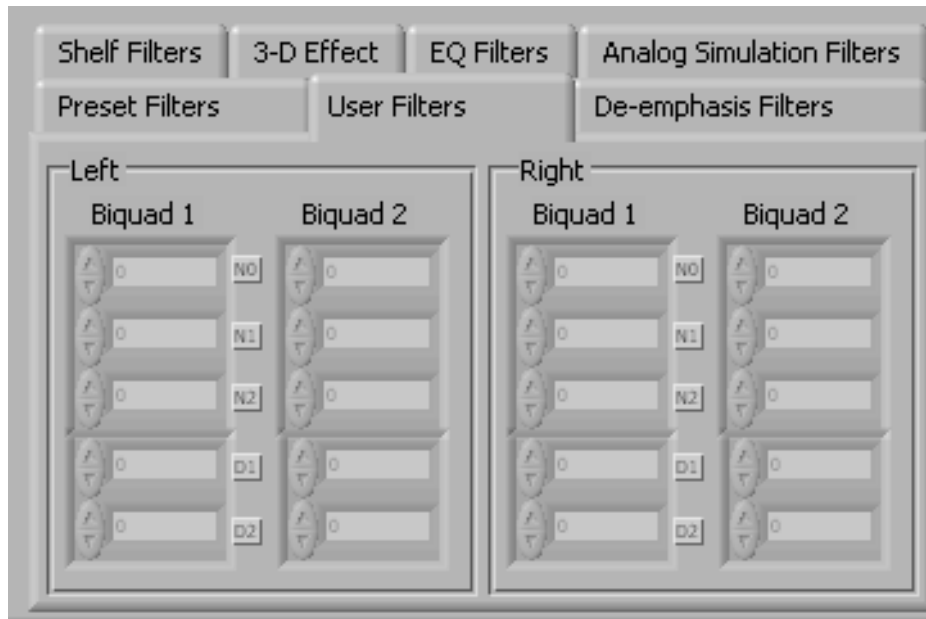 Shelf Filters 3-D Effect EQ Filters Analog Simulation Filters
Preset Filters User Filters De-emphasis Filters
Left Right
Biquad 1 Biquad 2 Biquad 1 Biquad 2
0 N0 0 0 N0 0
0 N1 0 0 N1 0
0 N2 0 0 N2 0
0 D1 0 0 D1 0
0 D2 0 0 D2 0